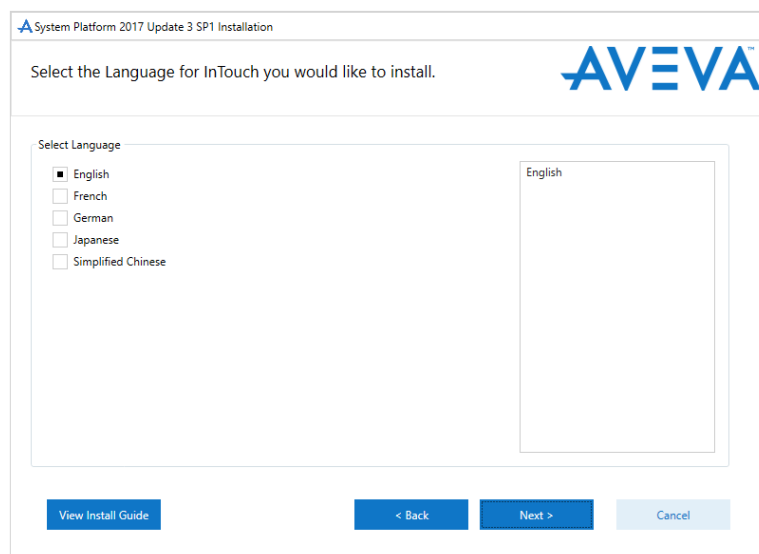 System Platform 2017 Update 3 SP1 Installation
Select the Language for InTouch you would like to install.
AVEVA™
Select Language
English
French
German
Japanese
Simplified Chinese
English
View Install Guide
< Back
Next >
Cancel